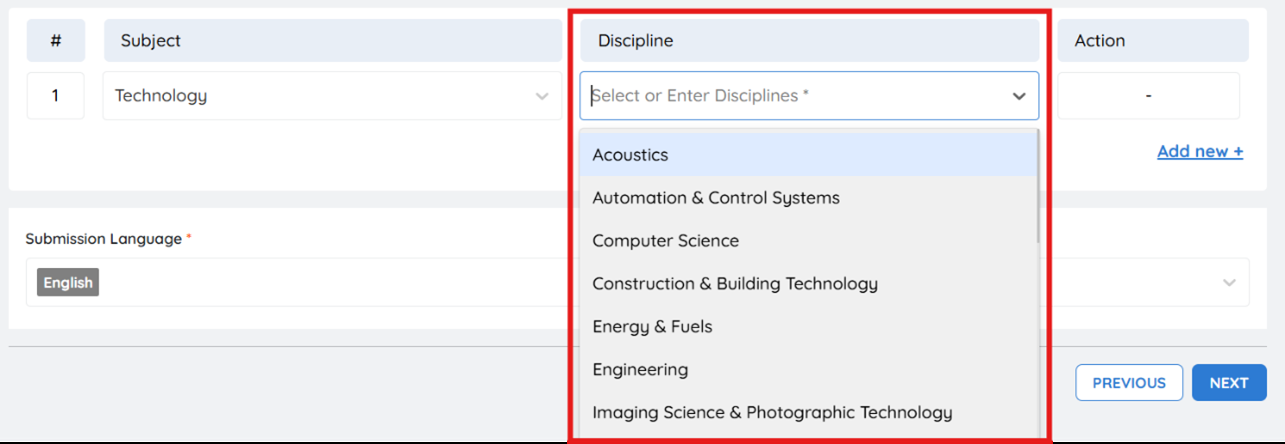 # Subject Discipline Action
1 Technology Select or Enter Disciplines * -
Acoustics
Add new +
Automation & Control Systems
Submission Language *
Computer Science
English
Construction & Building Technology
Energy & Fuels
Engineering
PREVIOUS NEXT
Imaging Science & Photographic Technology